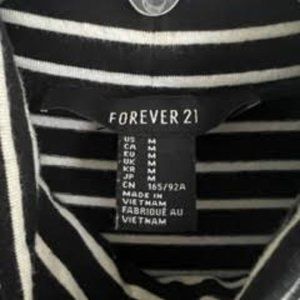 FOREVER 21
US M
CA M
EU M
UK M
KR M
JP M
CN 165/92A
MADE IN
VIETNAM
FABRIQUÉ AU
VIETNAM